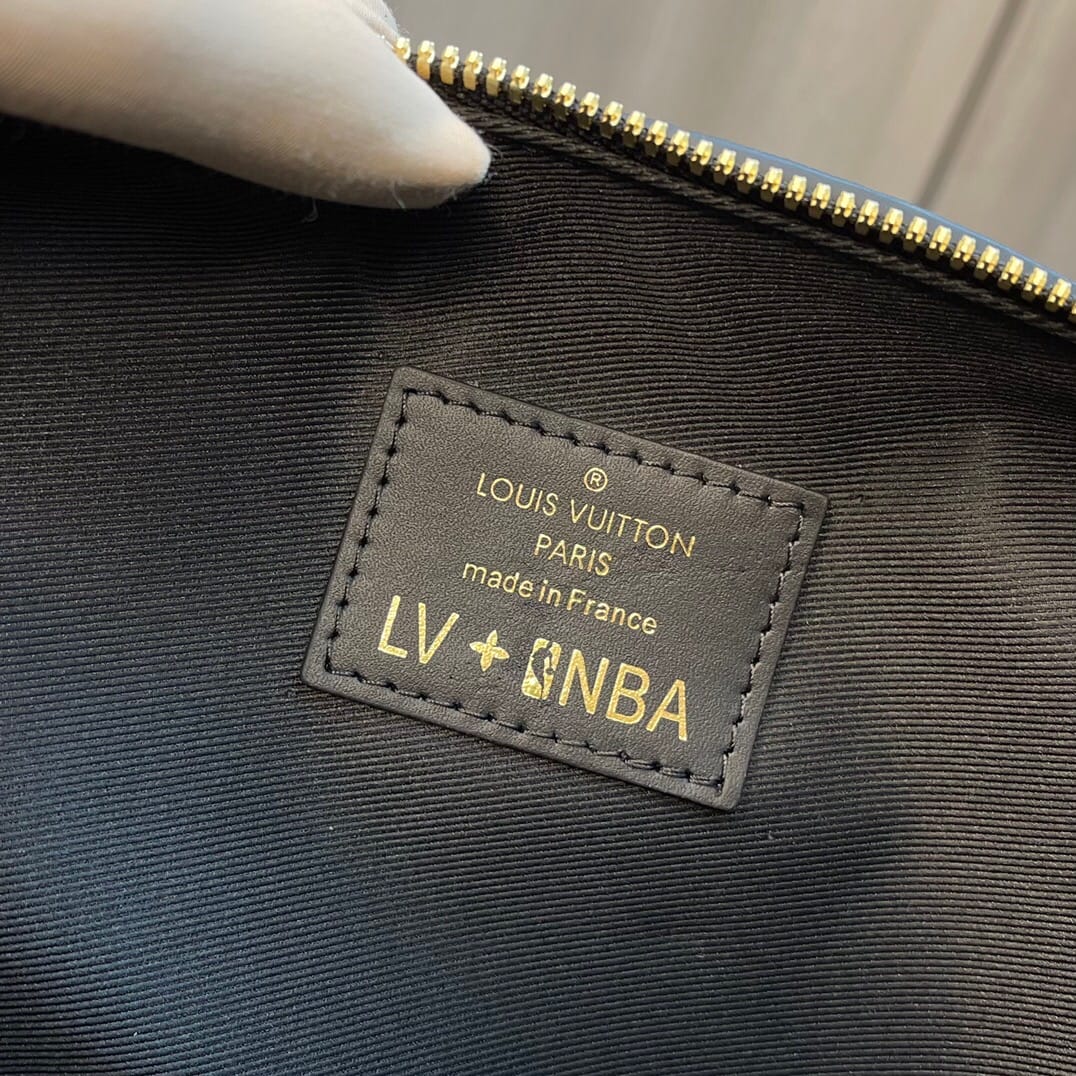 ®
LOUIS VUITTON
PARIS
made in France
LV + NBA